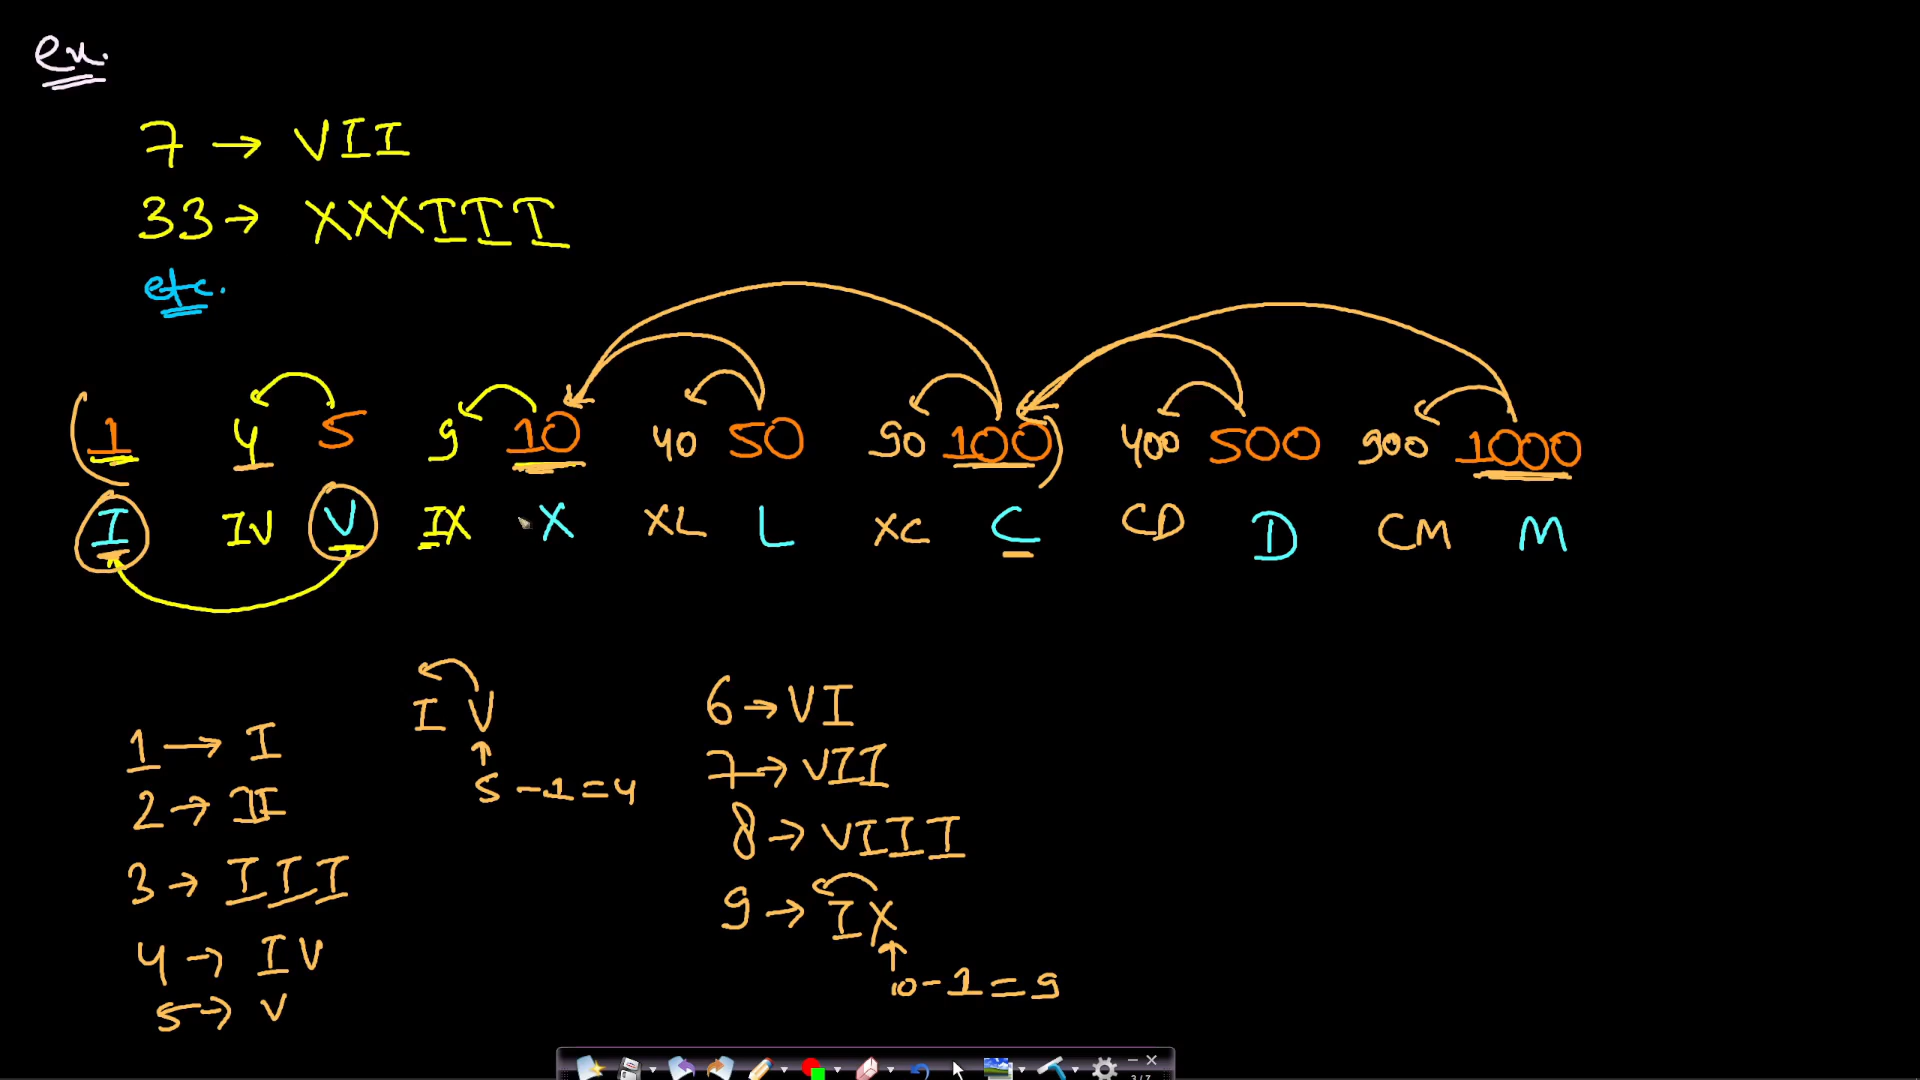 ex.
7 → VII
33 → XXXIII
etc.
1 4 5 9 10 40 50 90 100 400 500 900 1000
I IV V IX X XL L XC C CD D CM M
I V
5 - 1 = 4
1 → I
2 → II
3 → III
4 → IV
5 → V
6 → VI
7 → VII
8 → VIII
9 → IX
10 - 1 = 9
3/7